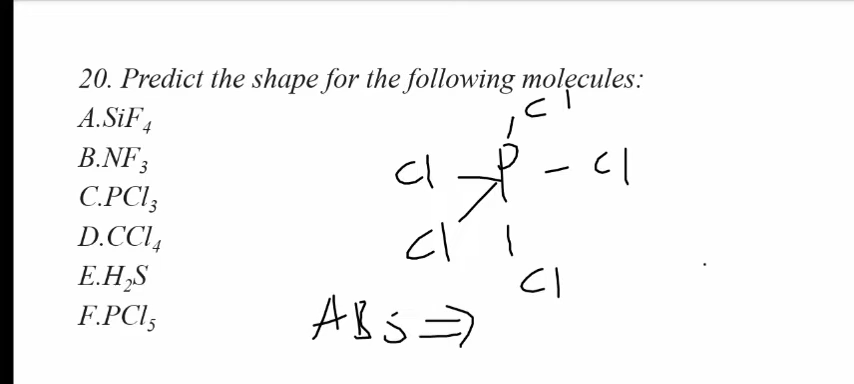 20. Predict the shape for the following molecules:
A.SiF₄
B.NF₃
C.PCl₃
D.CCl₄
E.H₂S
F.PCl₅
Cl
Cl - P - Cl
Cl
Cl
AB₅ ⇒